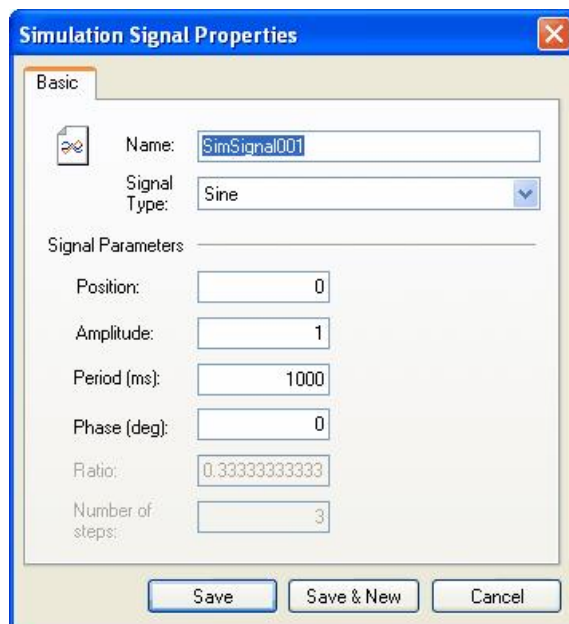 Simulation Signal Properties
Basic
Name: SimSignal001
Signal Type: Sine
Signal Parameters
Position: 0
Amplitude: 1
Period (ms): 1000
Phase (deg): 0
Ratio: 0.33333333333
Number of steps: 3
Save Save & New Cancel